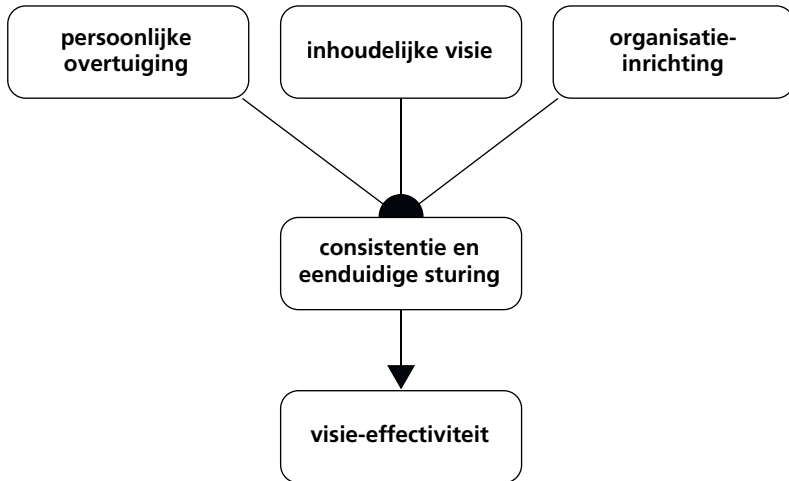 persoonlijke
overtuiging
inhoudelijke visie
organisatie-
inrichting
consistentie en
eenduidige sturing
visie-effectiviteit